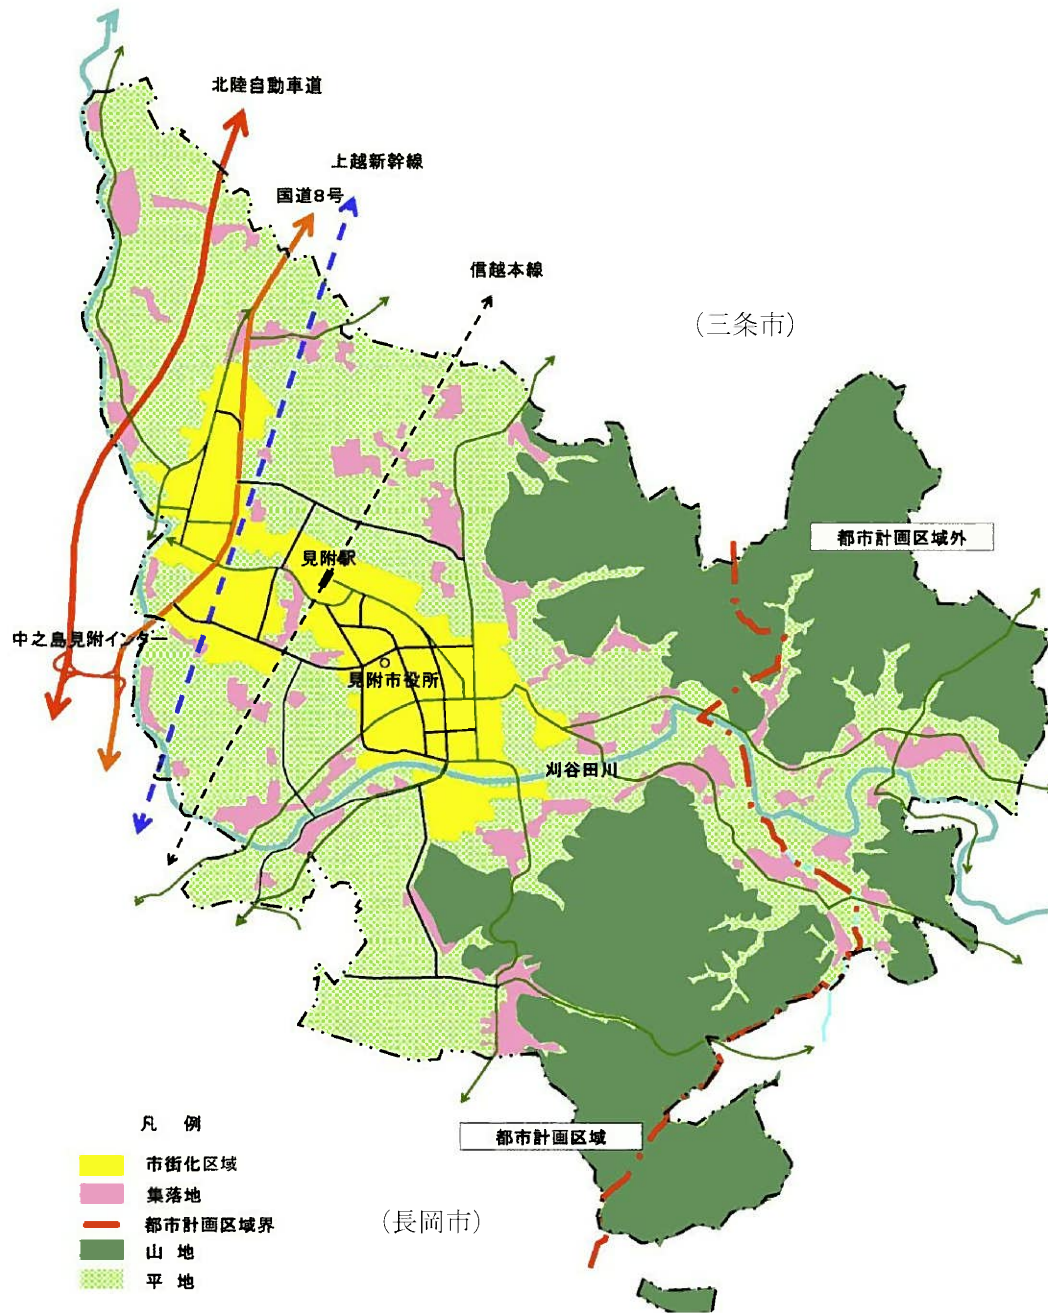 北陸自動車道
上越新幹線
国道8号
信越本線
(三条市)
都市計画区域外
見附駅
中之島見附インター
見附市役所
刈谷田川
都市計画区域
(長岡市)
凡 例
市街化区域
集落地
都市計画区域界
山 地
平 地